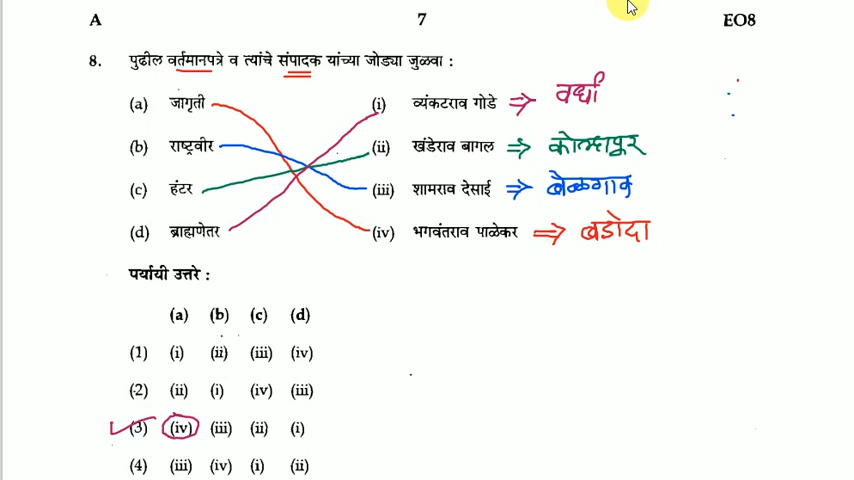 A 7 EO8
8. पुढील वर्तमानपत्रे व त्यांचे संपादक यांच्या जोड्या जुळवा :
(a) जागृती (i) व्यंकटराव गोडे ⇒ वर्धा
(b) राष्ट्रवीर (ii) खंडेराव बागल ⇒ कोल्हापूर
(c) हंटर (iii) शामराव देसाई ⇒ बेळगाव
(d) ब्राह्मणेतर (iv) भगवंतराव पाळेकर ⇒ बडोदा
पर्यायी उत्तरे :
(a) (b) (c) (d)
(1) (i) (ii) (iii) (iv)
(2) (ii) (i) (iv) (iii)
(3) (iv) (iii) (ii) (i)
(4) (iii) (iv) (i) (ii)